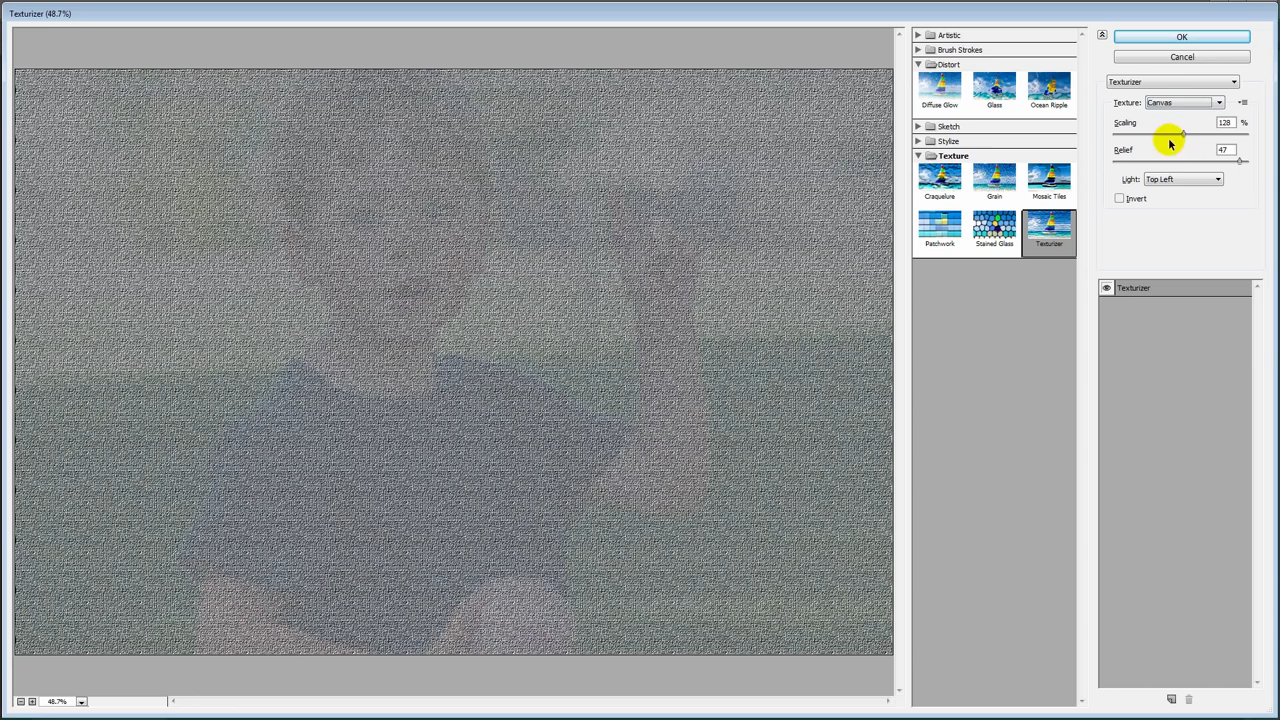 Texturizer (48.7%)
Artistic
Brush Strokes
Distort
Diffuse Glow
Glass
Ocean Ripple
Sketch
Stylize
Texture
Craquelure
Grain
Mosaic Tiles
Patchwork
Stained Glass
Texturizer
OK
Cancel
Texturizer
Texture: Canvas
Scaling 128 %
Relief 47
Light: Top Left
Invert
Texturizer
48.7%